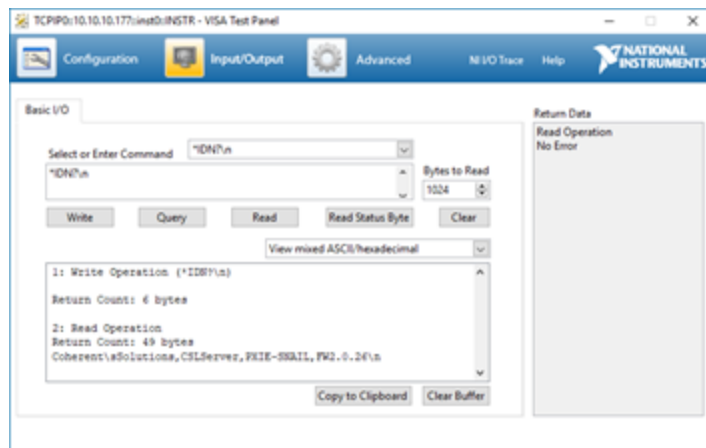 TCPIP0::10.10.10.177::inst0::INSTR - VISA Test Panel
Configuration
Input/Output
Advanced
NI I/O Trace
Help
NATIONAL
INSTRUMENTS
Basic I/O
Return Data
Read Operation
No Error
Select or Enter Command
*IDN?\n
*IDN?\n
Bytes to Read
1024
Write
Query
Read
Read Status Byte
Clear
View mixed ASCII/hexadecimal
1: Write Operation (*IDN?\n)
Return Count: 6 bytes
2: Read Operation
Return Count: 49 bytes
Coherent\sSolutions,CSLServer,PXIE-SNAIL,FW2.0.26\n
Copy to Clipboard
Clear Buffer